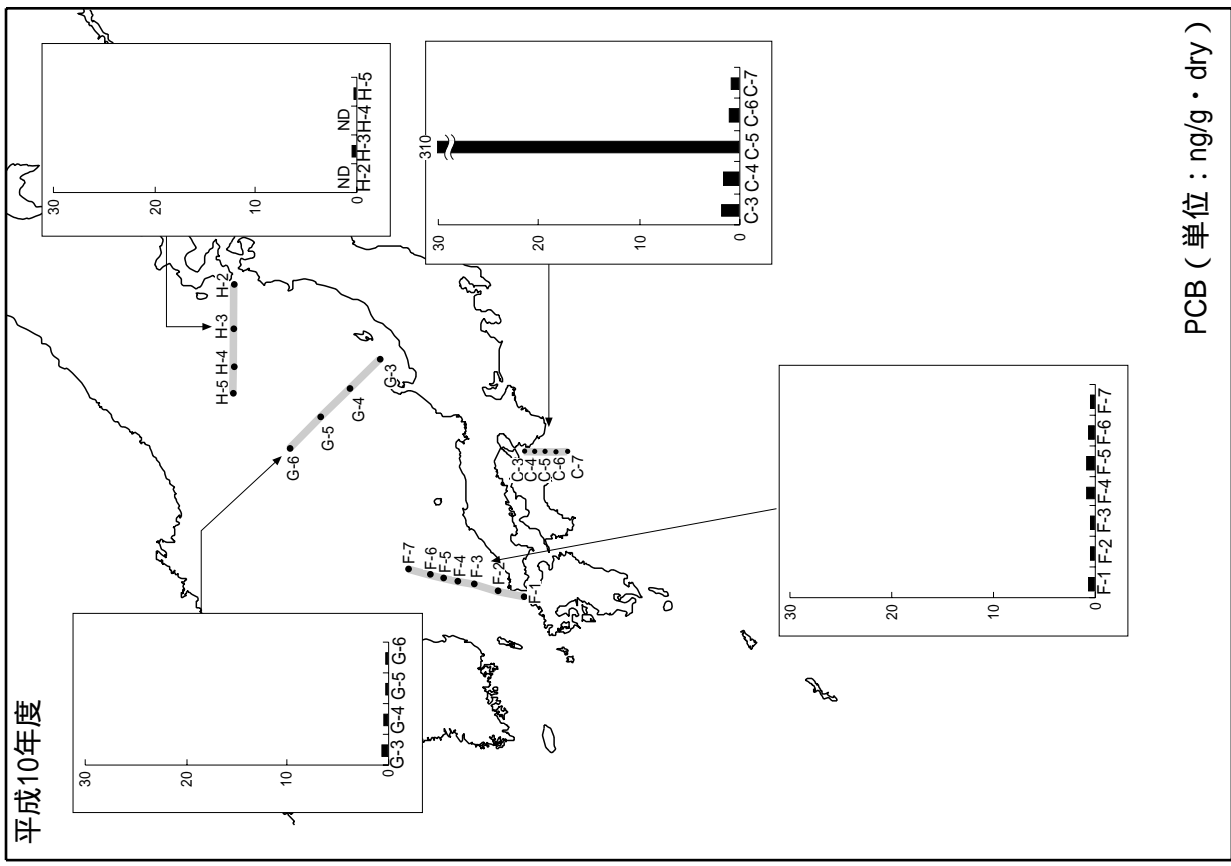 平成10年度
30
20
10
0
G-3 G-4 G-5 G-6
30
20
10
0
ND ND
H-2 H-3 H-4 H-5
310
30
20
10
0
C-3 C-4 C-5 C-6 C-7
30
20
10
0
F-1 F-2 F-3 F-4 F-5 F-6 F-7
H-5
H-4
H-3
H-2
G-6
G-5
G-4
G-3
F-7
F-6
F-5
F-4
F-3
F-2
F-1
C-3
C-4
C-5
C-6
C-7
PCB（単位：ng/g・dry）